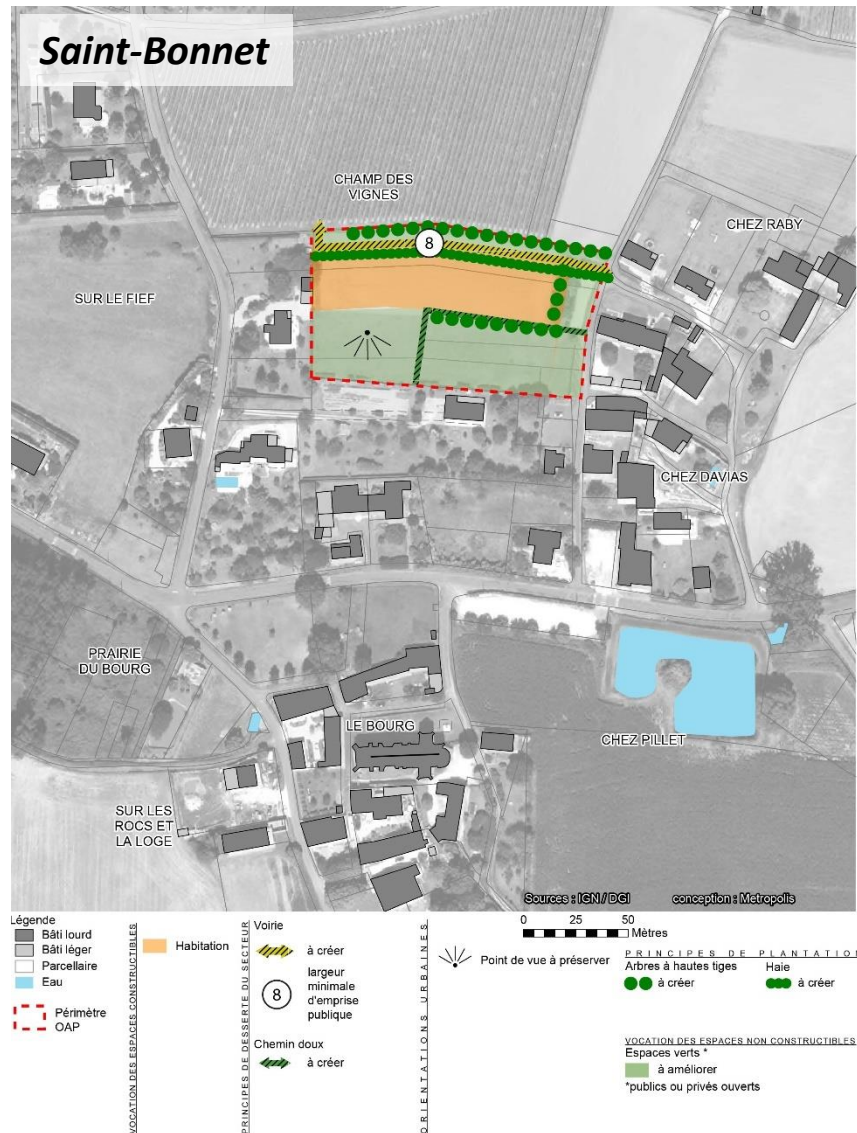 Saint-Bonnet
CHAMP DES
VIGNES
CHEZ RABY
8
SUR LE FIEF
CHEZ DAVIAS
PRAIRIE
DU BOURG
LE BOURG
CHEZ PILLET
SUR LES
ROCS ET
LA LOGE
Sources : IGN / DGI
conception : Metropolis
Légende
Bâti lourd
Bâti léger
Parcellaire
Eau
Périmètre
OAP
VOCATION DES ESPACES CONSTRUCTIBLES
Habitation
PRINCIPES DE DESSERTE DU SECTEUR
Voirie
à créer
8
largeur
minimale
d'emprise
publique
Chemin doux
à créer
ORIENTATIONS URBAINES
0 25 50
Mètres
Point de vue à préserver
PRINCIPES DE PLANTATION
Arbres à hautes tiges
à créer
Haie
à créer
VOCATION DES ESPACES NON CONSTRUCTIBLES
Espaces verts *
à améliorer
*publics ou privés ouverts